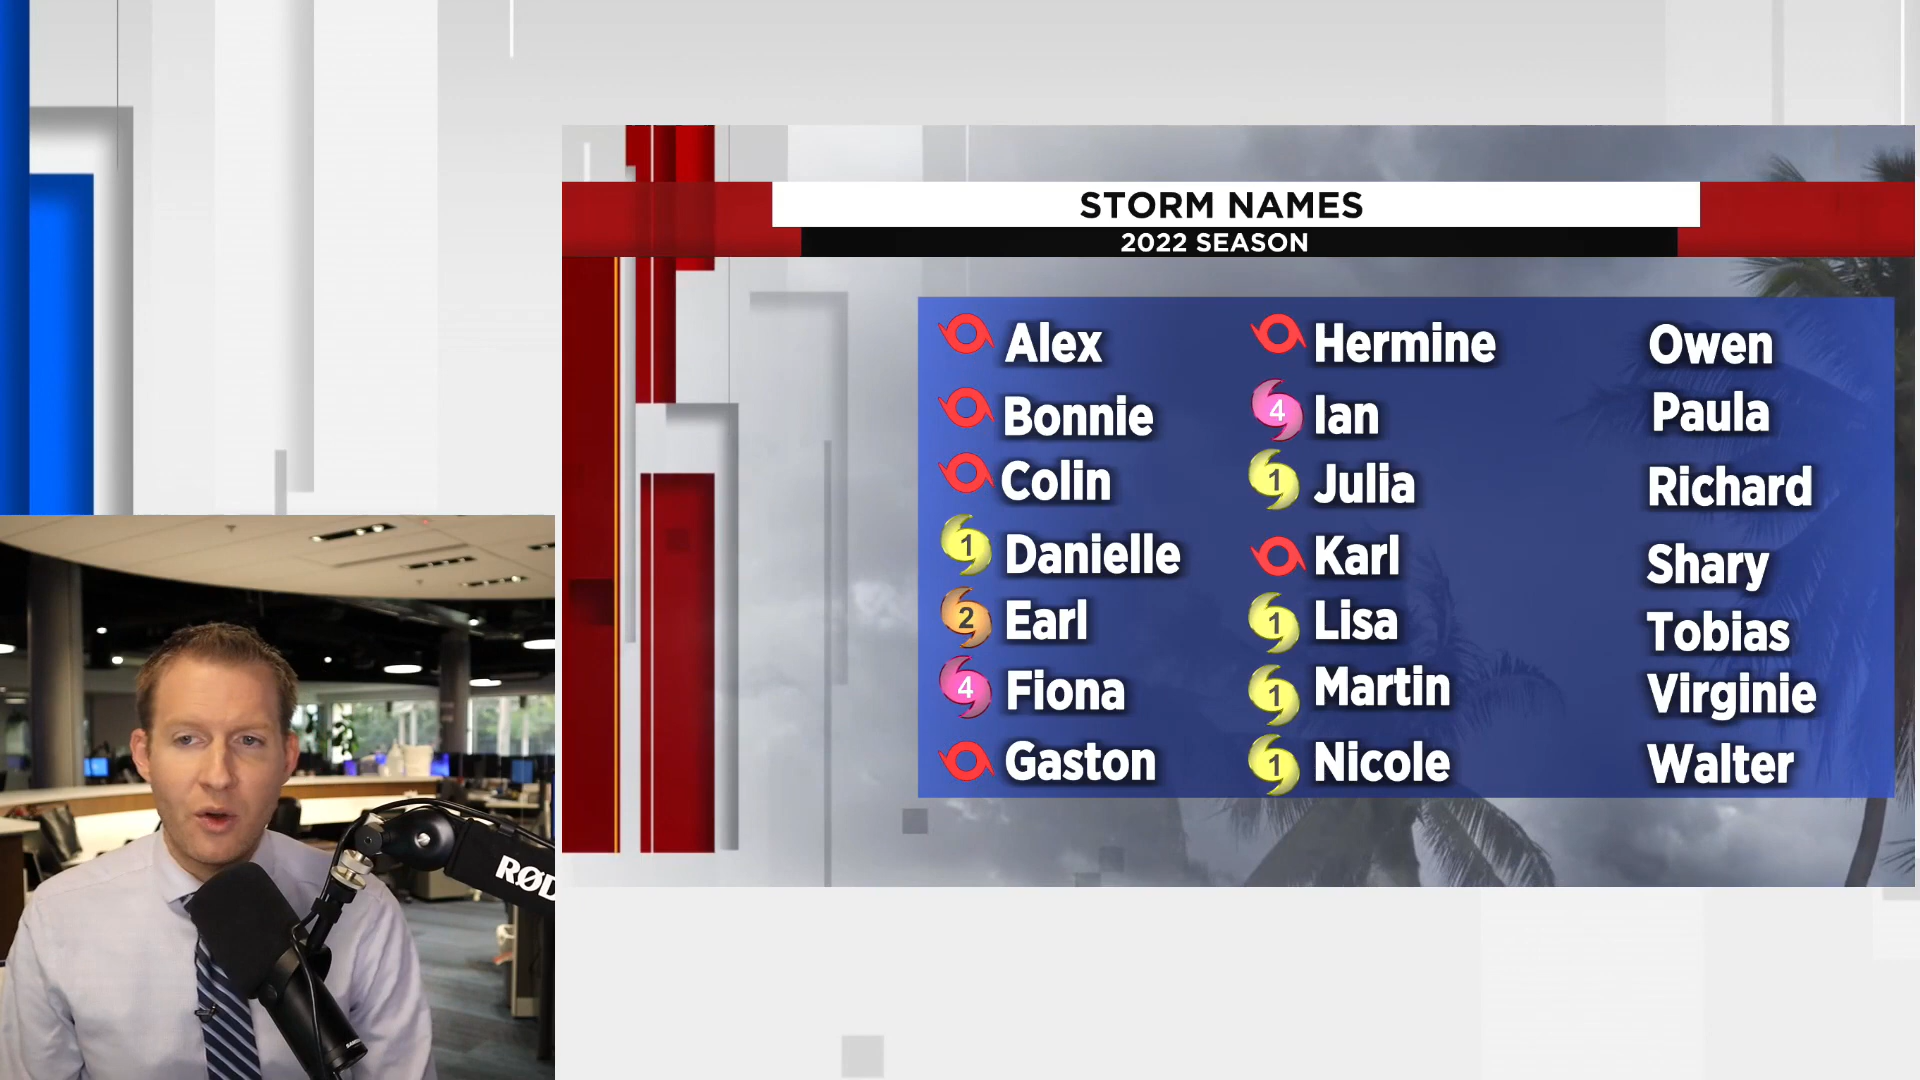 STORM NAMES
2022 SEASON
Alex
Bonnie
Colin
1 Danielle
2 Earl
4 Fiona
Gaston
Hermine
4 Ian
1 Julia
Karl
1 Lisa
1 Martin
1 Nicole
Owen
Paula
Richard
Shary
Tobias
Virginie
Walter
RØD